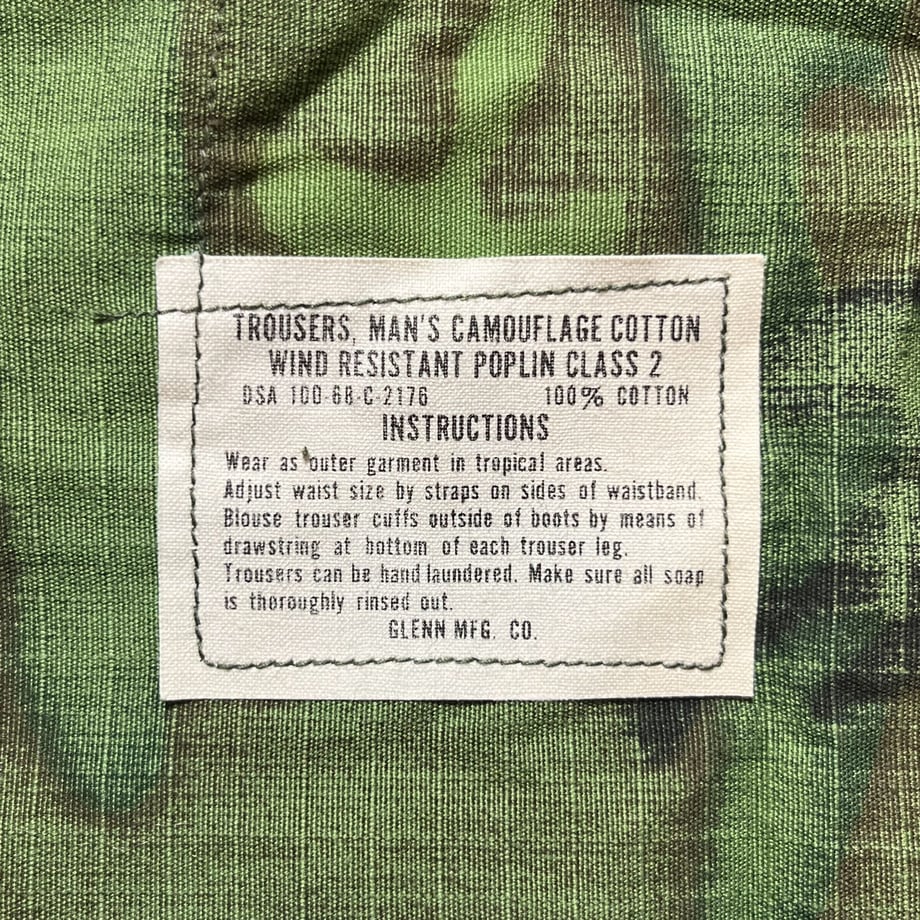 TROUSERS, MAN'S CAMOUFLAGE COTTON
WIND RESISTANT POPLIN CLASS 2
DSA 100-68-C-2176 100% COTTON
INSTRUCTIONS
Wear as outer garment in tropical areas.
Adjust waist size by straps on sides of waistband.
Blouse trouser cuffs outside of boots by means of
drawstring at bottom of each trouser leg.
Trousers can be hand laundered. Make sure all soap
is thoroughly rinsed out.
GLENN MFG. CO.